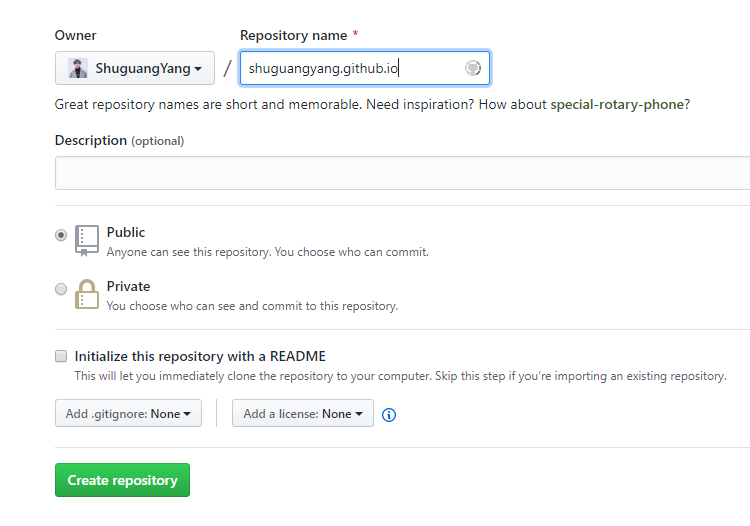 Owner
Repository name *
ShuguangYang / shuguangyang.github.io
Great repository names are short and memorable. Need inspiration? How about special-rotary-phone?
Description (optional)
Public
Anyone can see this repository. You choose who can commit.
Private
You choose who can see and commit to this repository.
Initialize this repository with a README
This will let you immediately clone the repository to your computer. Skip this step if you're importing an existing repository.
Add .gitignore: None
Add a license: None
Create repository